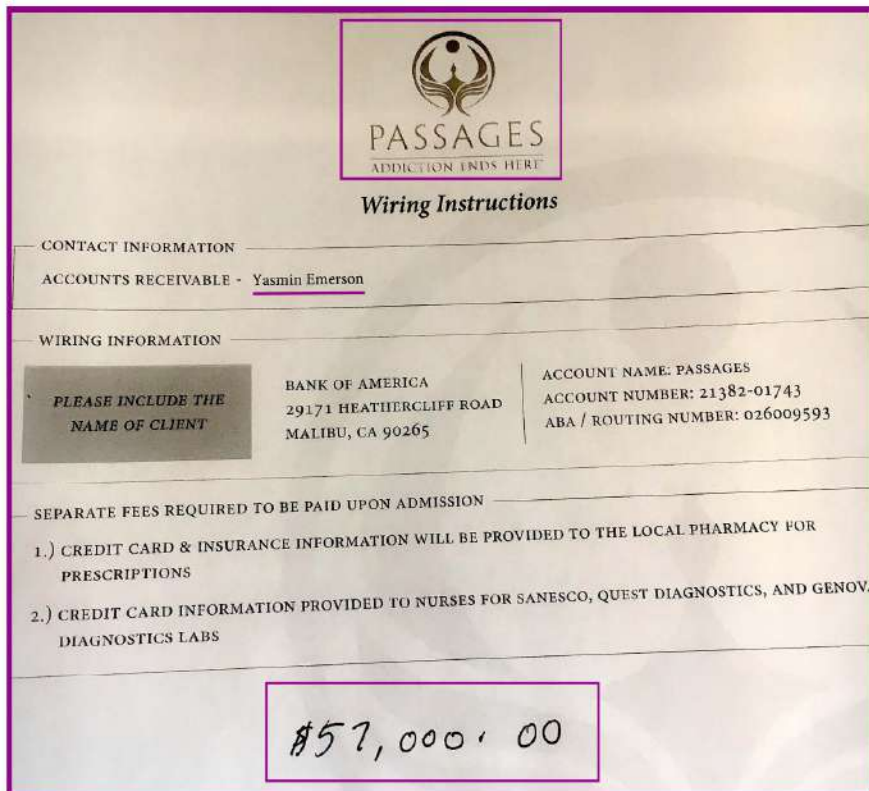 PASSAGES
ADDICTION ENDS HERE
Wiring Instructions
CONTACT INFORMATION
ACCOUNTS RECEIVABLE - Yasmin Emerson
WIRING INFORMATION
PLEASE INCLUDE THE
NAME OF CLIENT
BANK OF AMERICA
29171 HEATHERCLIFF ROAD
MALIBU, CA 90265
ACCOUNT NAME: PASSAGES
ACCOUNT NUMBER: 21382-01743
ABA / ROUTING NUMBER: 026009593
SEPARATE FEES REQUIRED TO BE PAID UPON ADMISSION
1.) CREDIT CARD & INSURANCE INFORMATION WILL BE PROVIDED TO THE LOCAL PHARMACY FOR
PRESCRIPTIONS
2.) CREDIT CARD INFORMATION PROVIDED TO NURSES FOR SANESCO, QUEST DIAGNOSTICS, AND GENOVA
DIAGNOSTICS LABS
$57,000.00